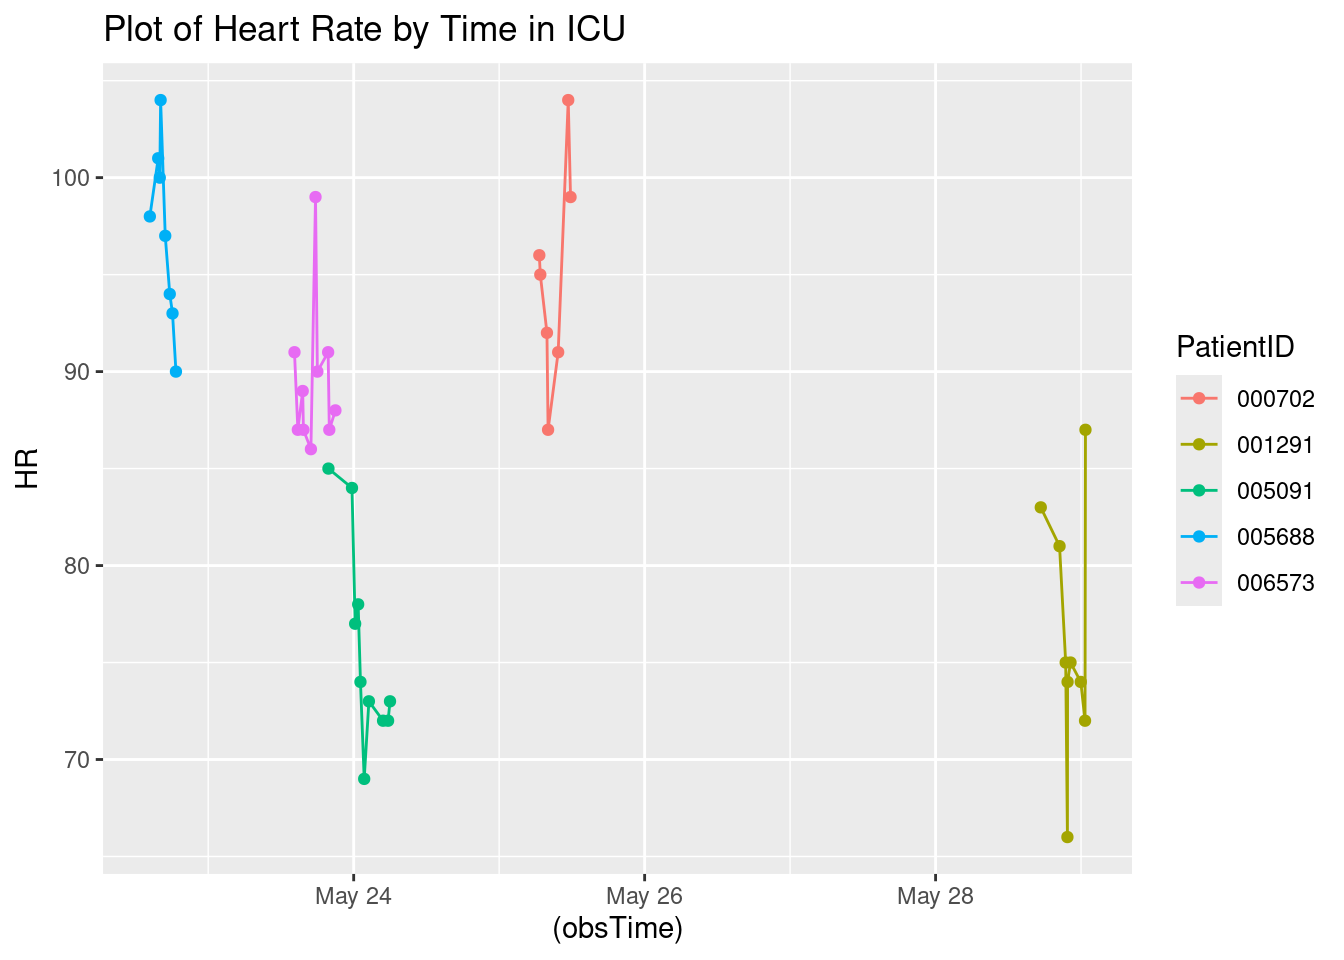 Plot of Heart Rate by Time in ICU
HR
100
90
80
70
May 24
May 26
May 28
(obsTime)
PatientID
000702
001291
005091
005688
006573